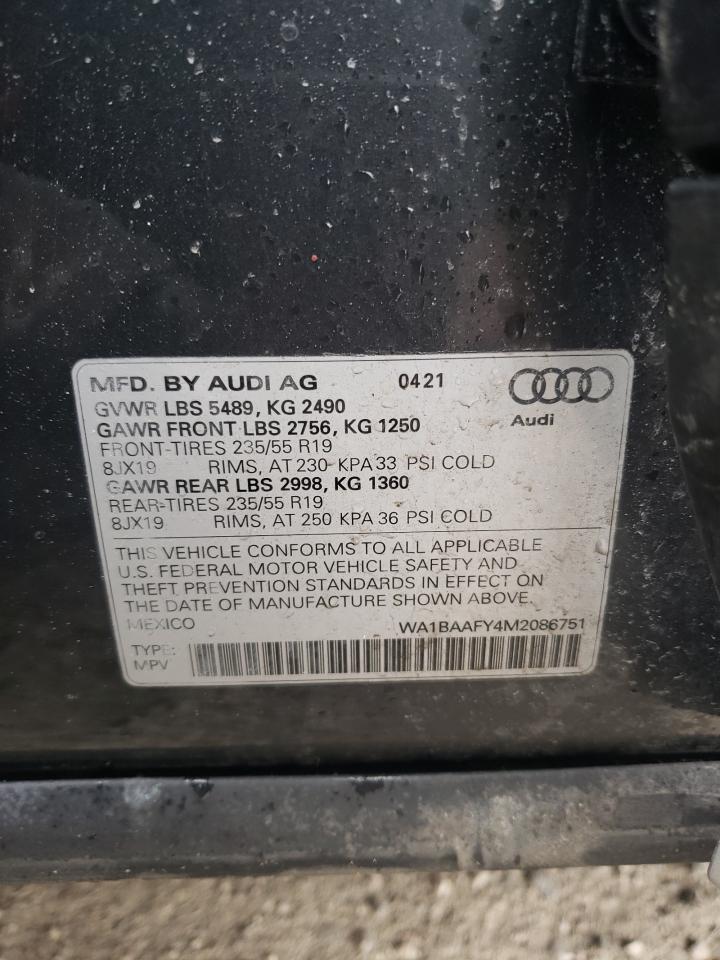 MFD. BY AUDI AG 0421
GVWR LBS 5489, KG 2490
GAWR FRONT LBS 2756, KG 1250
Audi
FRONT-TIRES 235/55 R19
8JX19 RIMS, AT 230 KPA 33 PSI COLD
GAWR REAR LBS 2998, KG 1360
REAR-TIRES 235/55 R19
8JX19 RIMS, AT 250 KPA 36 PSI COLD
THIS VEHICLE CONFORMS TO ALL APPLICABLE
U.S. FEDERAL MOTOR VEHICLE SAFETY AND
THEFT PREVENTION STANDARDS IN EFFECT ON
THE DATE OF MANUFACTURE SHOWN ABOVE.
MEXICO WA1BAAFY4M2086751
TYPE:
MPV